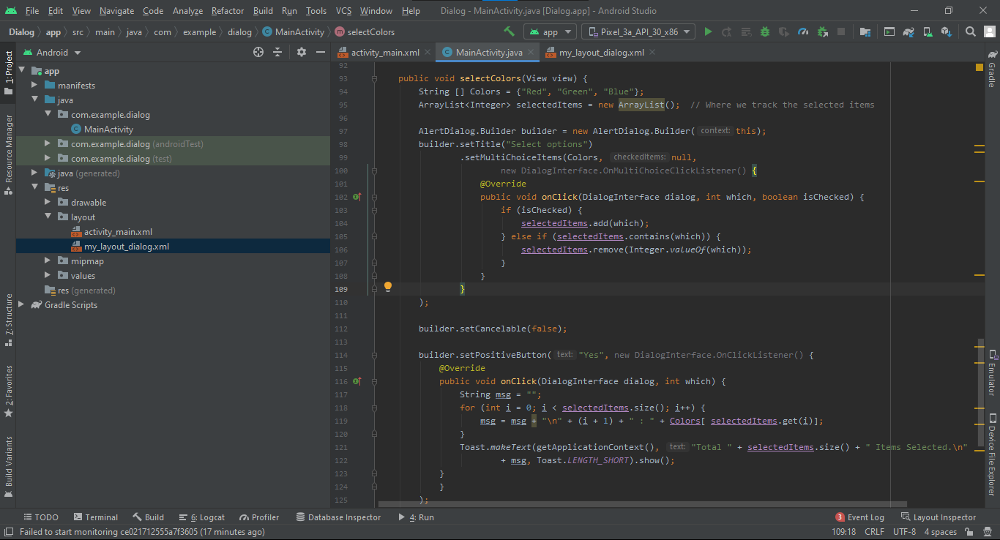 File Edit View Navigate Code Analyze Refactor Build Run Tools VCS Window Help Dialog - MainActivity.java [Dialog.app] - Android Studio
Dialog app src main java com example dialog MainActivity selectColors app Pixel_3a_API_30_x86
1: Project
Resource Manager
7: Structure
2: Favorites
Build Variants
Android
app
manifests
java
com.example.dialog
MainActivity
com.example.dialog (androidTest)
com.example.dialog (test)
java (generated)
res
drawable
layout
activity_main.xml
my_layout_dialog.xml
mipmap
values
res (generated)
Gradle Scripts
activity_main.xml MainActivity.java my_layout_dialog.xml
92
93 public void selectColors(View view) {
94 String [] Colors = {"Red", "Green", "Blue"};
95 ArrayList<Integer> selectedItems = new ArrayList(); // Where we track the selected items
96
97 AlertDialog.Builder builder = new AlertDialog.Builder( context: this);
98 builder.setTitle("Select options")
99 .setMultiChoiceItems(Colors, checkedItems: null,
100 new DialogInterface.OnMultiChoiceClickListener() {
101 @Override
102 public void onClick(DialogInterface dialog, int which, boolean isChecked) {
103 if (isChecked) {
104 selectedItems.add(which);
105 } else if (selectedItems.contains(which)) {
106 selectedItems.remove(Integer.valueOf(which));
107 }
108 }
109 }
110 );
111
112 builder.setCancelable(false);
113
114 builder.setPositiveButton( text: "Yes", new DialogInterface.OnClickListener() {
115 @Override
116 public void onClick(DialogInterface dialog, int which) {
117 String msg = "";
118 for (int i = 0; i < selectedItems.size(); i++) {
119 msg = msg + "\n" + (i + 1) + " : " + Colors[ selectedItems.get(i)];
120 }
121 Toast.makeText(getApplicationContext(), text: "Total " + selectedItems.size() + " Items Selected.\n"
122 + msg, Toast.LENGTH_SHORT).show();
123 }
124 }
125 );
Gradle
Emulator
Device File Explorer
TODO Terminal Build 6: Logcat Profiler Database Inspector 4: Run 3 Event Log Layout Inspector
Failed to start monitoring ce021712555a7f3605 (17 minutes ago) 109:18 CRLF UTF-8 4 spaces